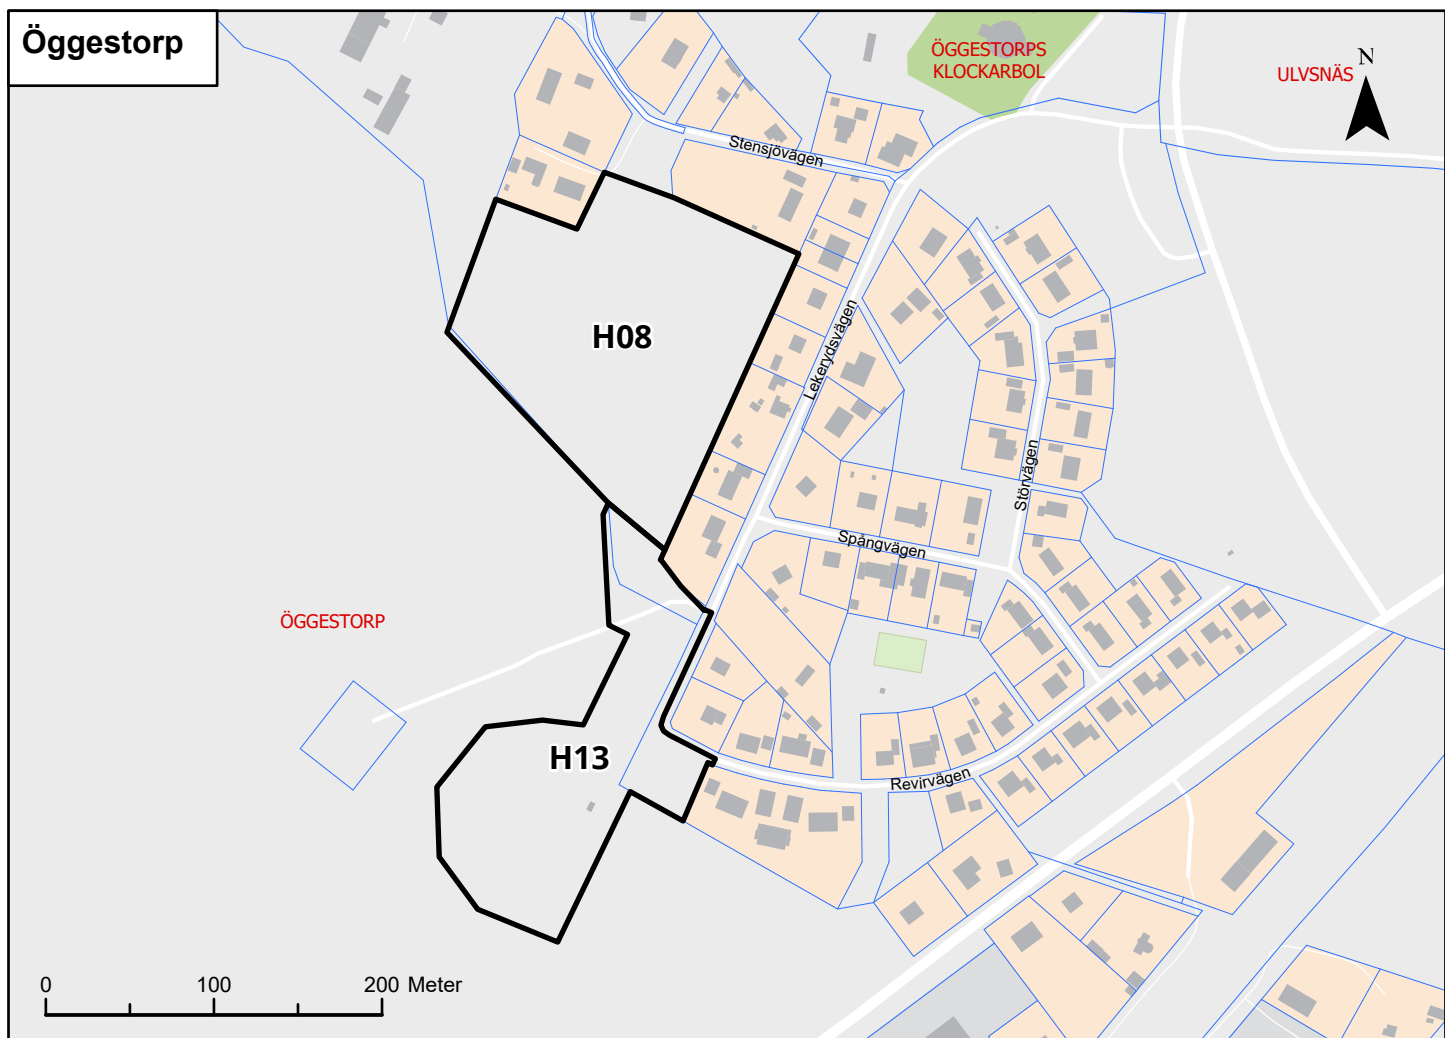 Öggestorp
ÖGGESTORPS
KLOCKARBOL
ULVSNÄS
N
Stensjövägen
H08
Lekerydsvägen
Störvägen
Spångvägen
ÖGGESTORP
H13
Revirvägen
0
100
200 Meter